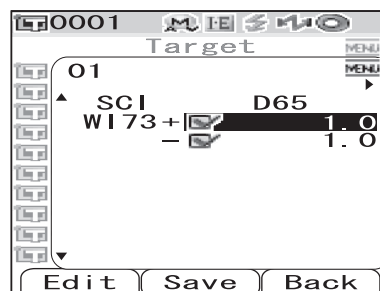 0001 M I·E
Target MENU
01 MENU
SCI D65
WI73 + 1.0
− 1.0
Edit Save Back